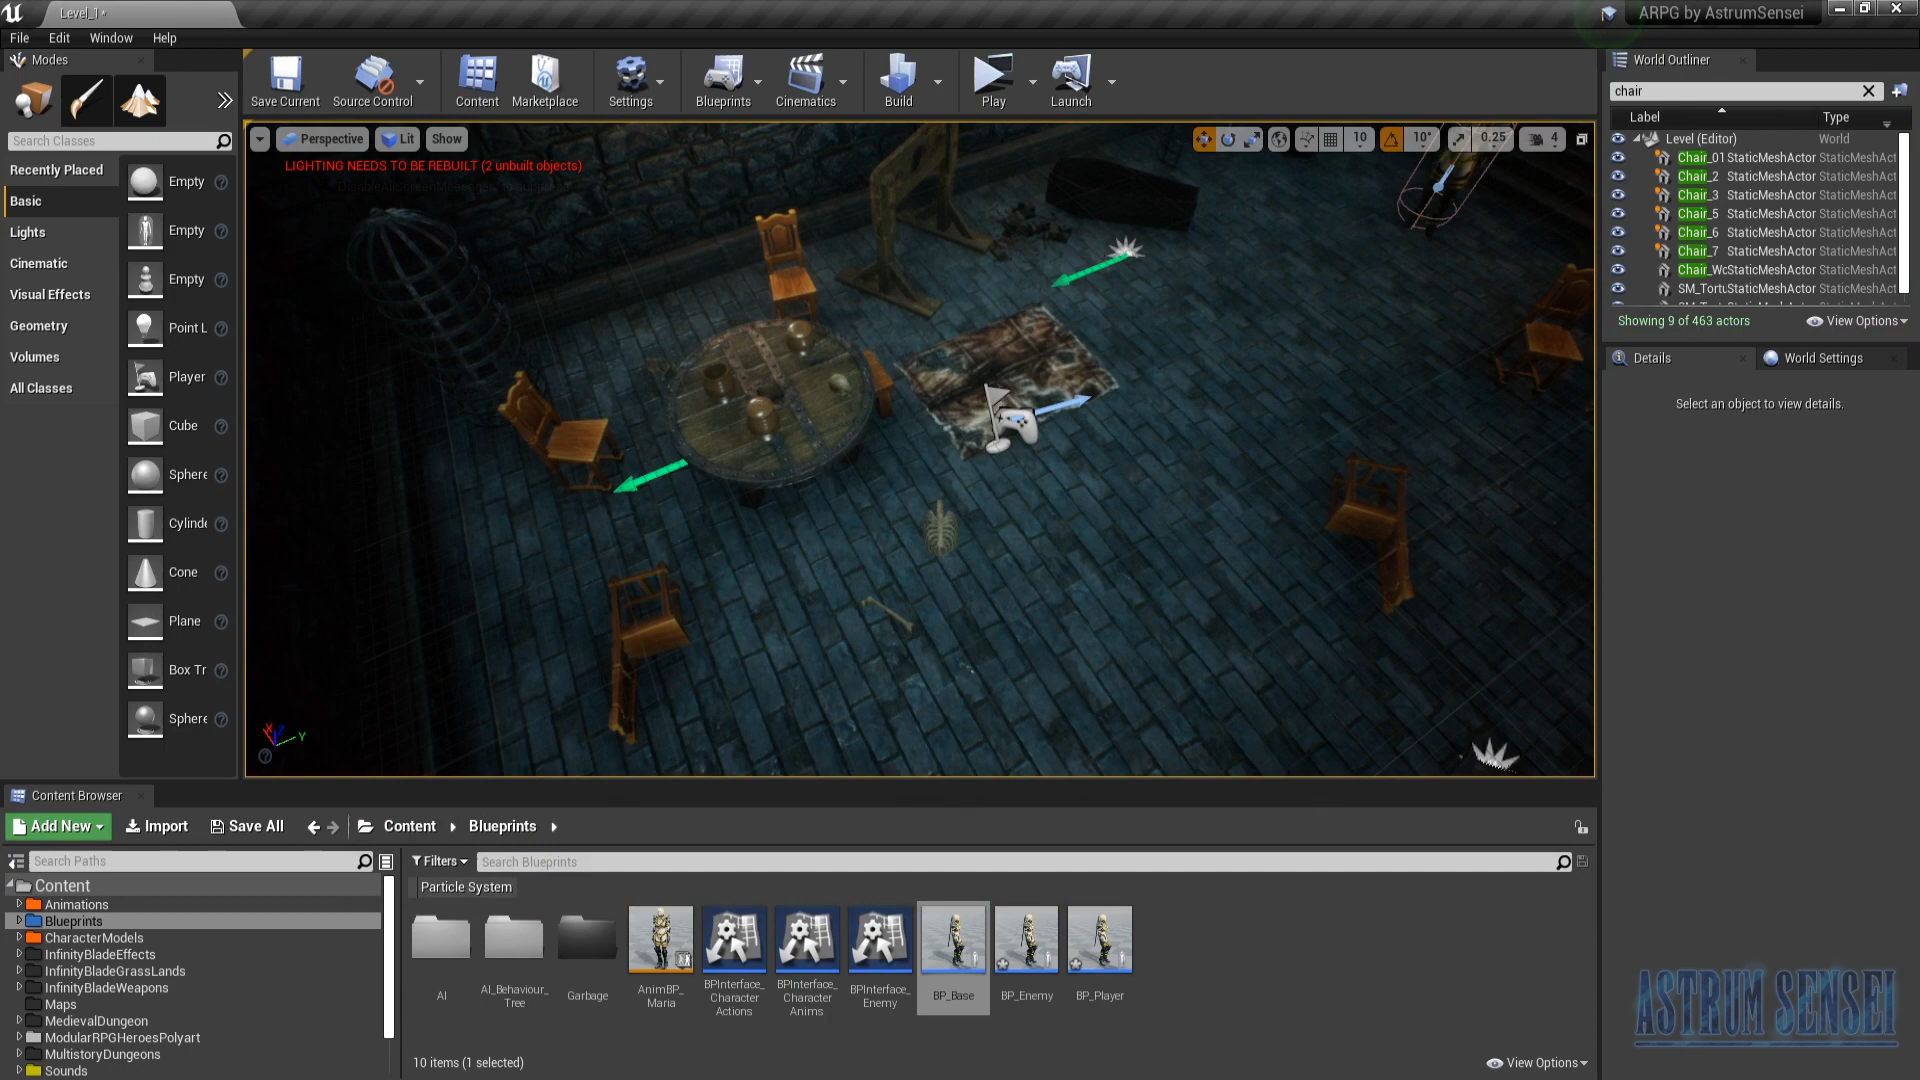 Level_1*
ARPG by AstrumSensei
File Edit Window Help
Modes
Search Classes
Recently Placed
Basic
Lights
Cinematic
Visual Effects
Geometry
Volumes
All Classes
Empty
Empty
Empty
Point L
Player
Cube
Sphere
Cylinde
Cone
Plane
Box Tr
Sphere
Save Current Source Control Content Marketplace Settings Blueprints Cinematics Build Play Launch
Perspective Lit Show
10 10° 0.25 4
LIGHTING NEEDS TO BE REBUILT (2 unbuilt objects)
X Z Y
World Outliner
chair
Label Type
Level (Editor) World
Chair_01 StaticMeshActor StaticMeshAct
Chair_2 StaticMeshActor StaticMeshAct
Chair_3 StaticMeshActor StaticMeshAct
Chair_5 StaticMeshActor StaticMeshAct
Chair_6 StaticMeshActor StaticMeshAct
Chair_7 StaticMeshActor StaticMeshAct
Chair_Wo StaticMeshActor StaticMeshAct
SM_Tortu StaticMeshActor StaticMeshAct
Showing 9 of 463 actors View Options
Details World Settings
Select an object to view details.
Content Browser
Add New Import Save All Content Blueprints
Search Paths
Content
Animations
Blueprints
CharacterModels
InfinityBladeEffects
InfinityBladeGrassLands
InfinityBladeWeapons
Maps
MedievalDungeon
ModularRPGHeroesPolyart
MultistoryDungeons
Sounds
Filters Search Blueprints
Particle System
AI
AI_Behaviour_
Tree
Garbage
AnimBP_
Maria
BPInterface_
Character
Actions
BPInterface_
Character
Anims
BPInterface_
Enemy
BP_Base
BP_Enemy
BP_Player
10 items (1 selected)
View Options
ASTRUM SENSEI